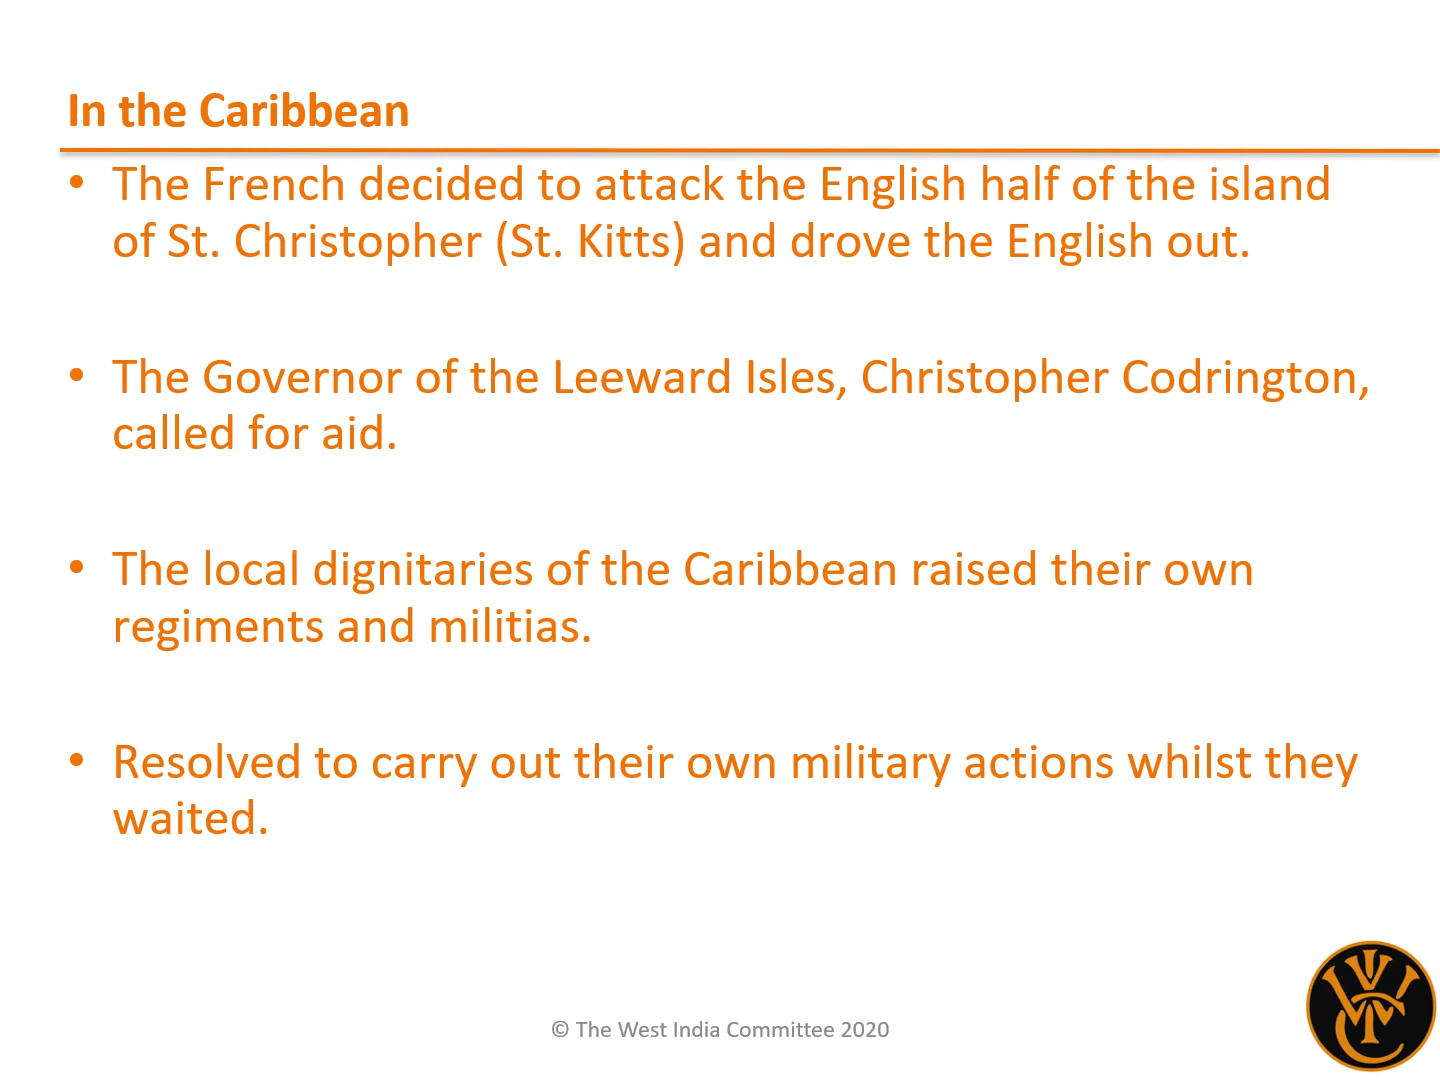 In the Caribbean
• The French decided to attack the English half of the island
of St. Christopher (St. Kitts) and drove the English out.
• The Governor of the Leeward Isles, Christopher Codrington,
called for aid.
• The local dignitaries of the Caribbean raised their own
regiments and militias.
• Resolved to carry out their own military actions whilst they
waited.
© The West India Committee 2020